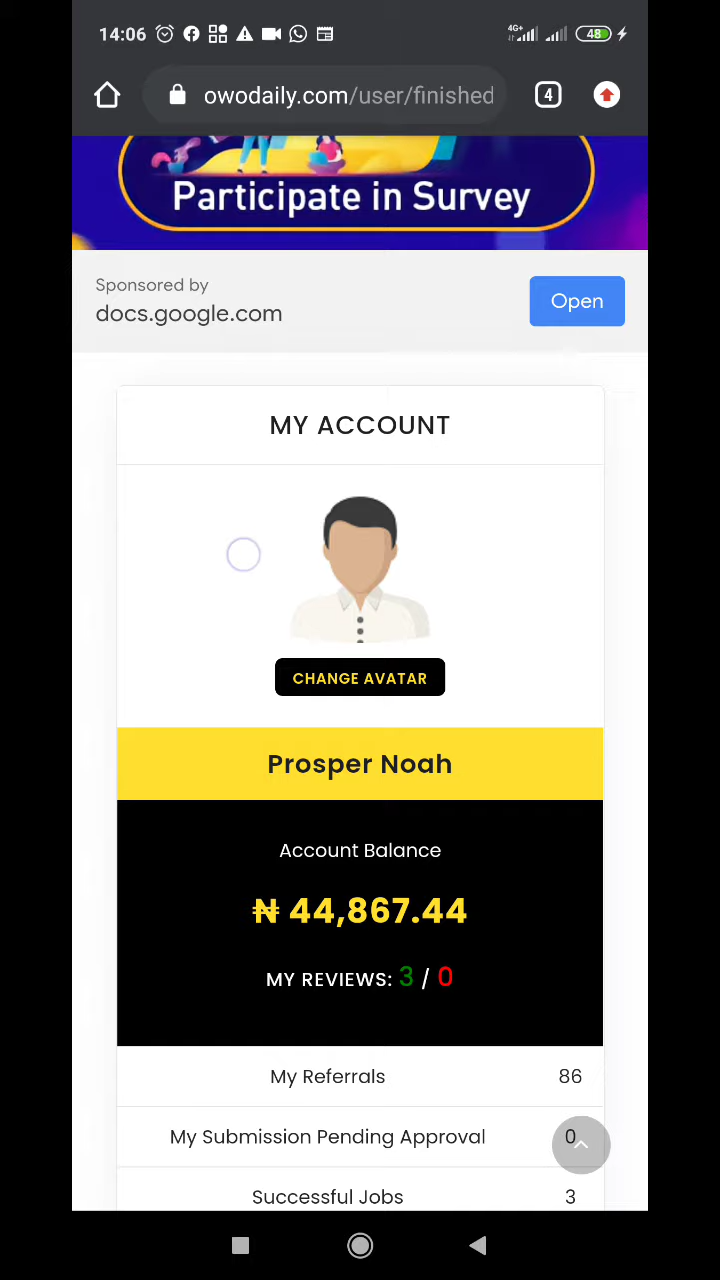 14:06 4G+ 48
owodaily.com/user/finished 4
Participate in Survey
Sponsored by
docs.google.com
Open
MY ACCOUNT
CHANGE AVATAR
Prosper Noah
Account Balance
₦ 44,867.44
MY REVIEWS: 3 / 0
My Referrals 86
My Submission Pending Approval 0
Successful Jobs 3